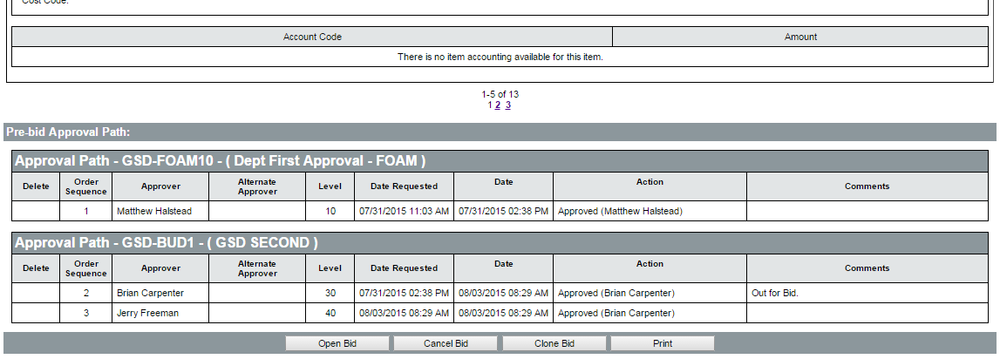 Cost Code:
Account Code Amount
There is no item accounting available for this item.
1-5 of 13
1 2 3
Pre-bid Approval Path:
Approval Path - GSD-FOAM10 - ( Dept First Approval - FOAM )
Delete Order Sequence Approver Alternate Approver Level Date Requested Date Action Comments
1 Matthew Halstead 10 07/31/2015 11:03 AM 07/31/2015 02:38 PM Approved (Matthew Halstead)
Approval Path - GSD-BUD1 - ( GSD SECOND )
Delete Order Sequence Approver Alternate Approver Level Date Requested Date Action Comments
2 Brian Carpenter 30 07/31/2015 02:38 PM 08/03/2015 08:29 AM Approved (Brian Carpenter) Out for Bid.
3 Jerry Freeman 40 08/03/2015 08:29 AM 08/03/2015 08:29 AM Approved (Brian Carpenter)
Open Bid Cancel Bid Clone Bid Print